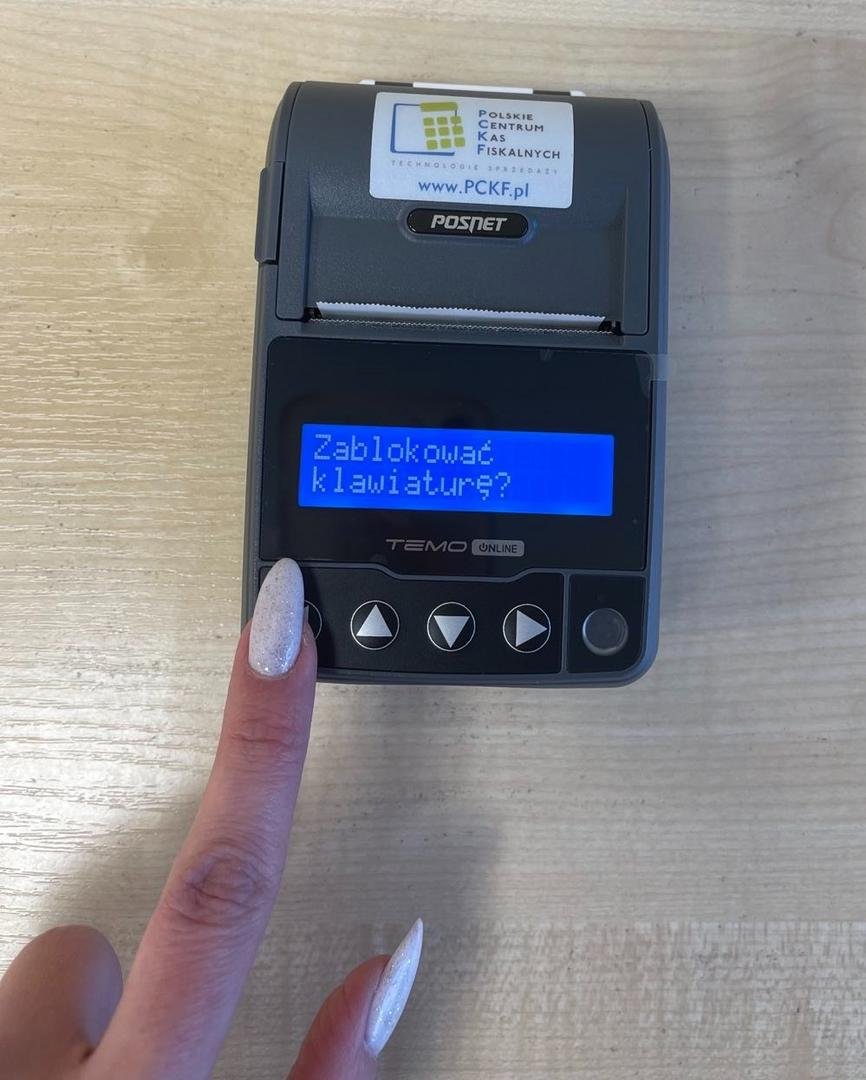 POLSKIE
CENTRUM
KAS
FISKALNYCH
TECHNOLOGIE SPRZEDAŻY
www.PCKF.pl
POSNET
Zablokować
klawiaturę?
TEMO ONLINE